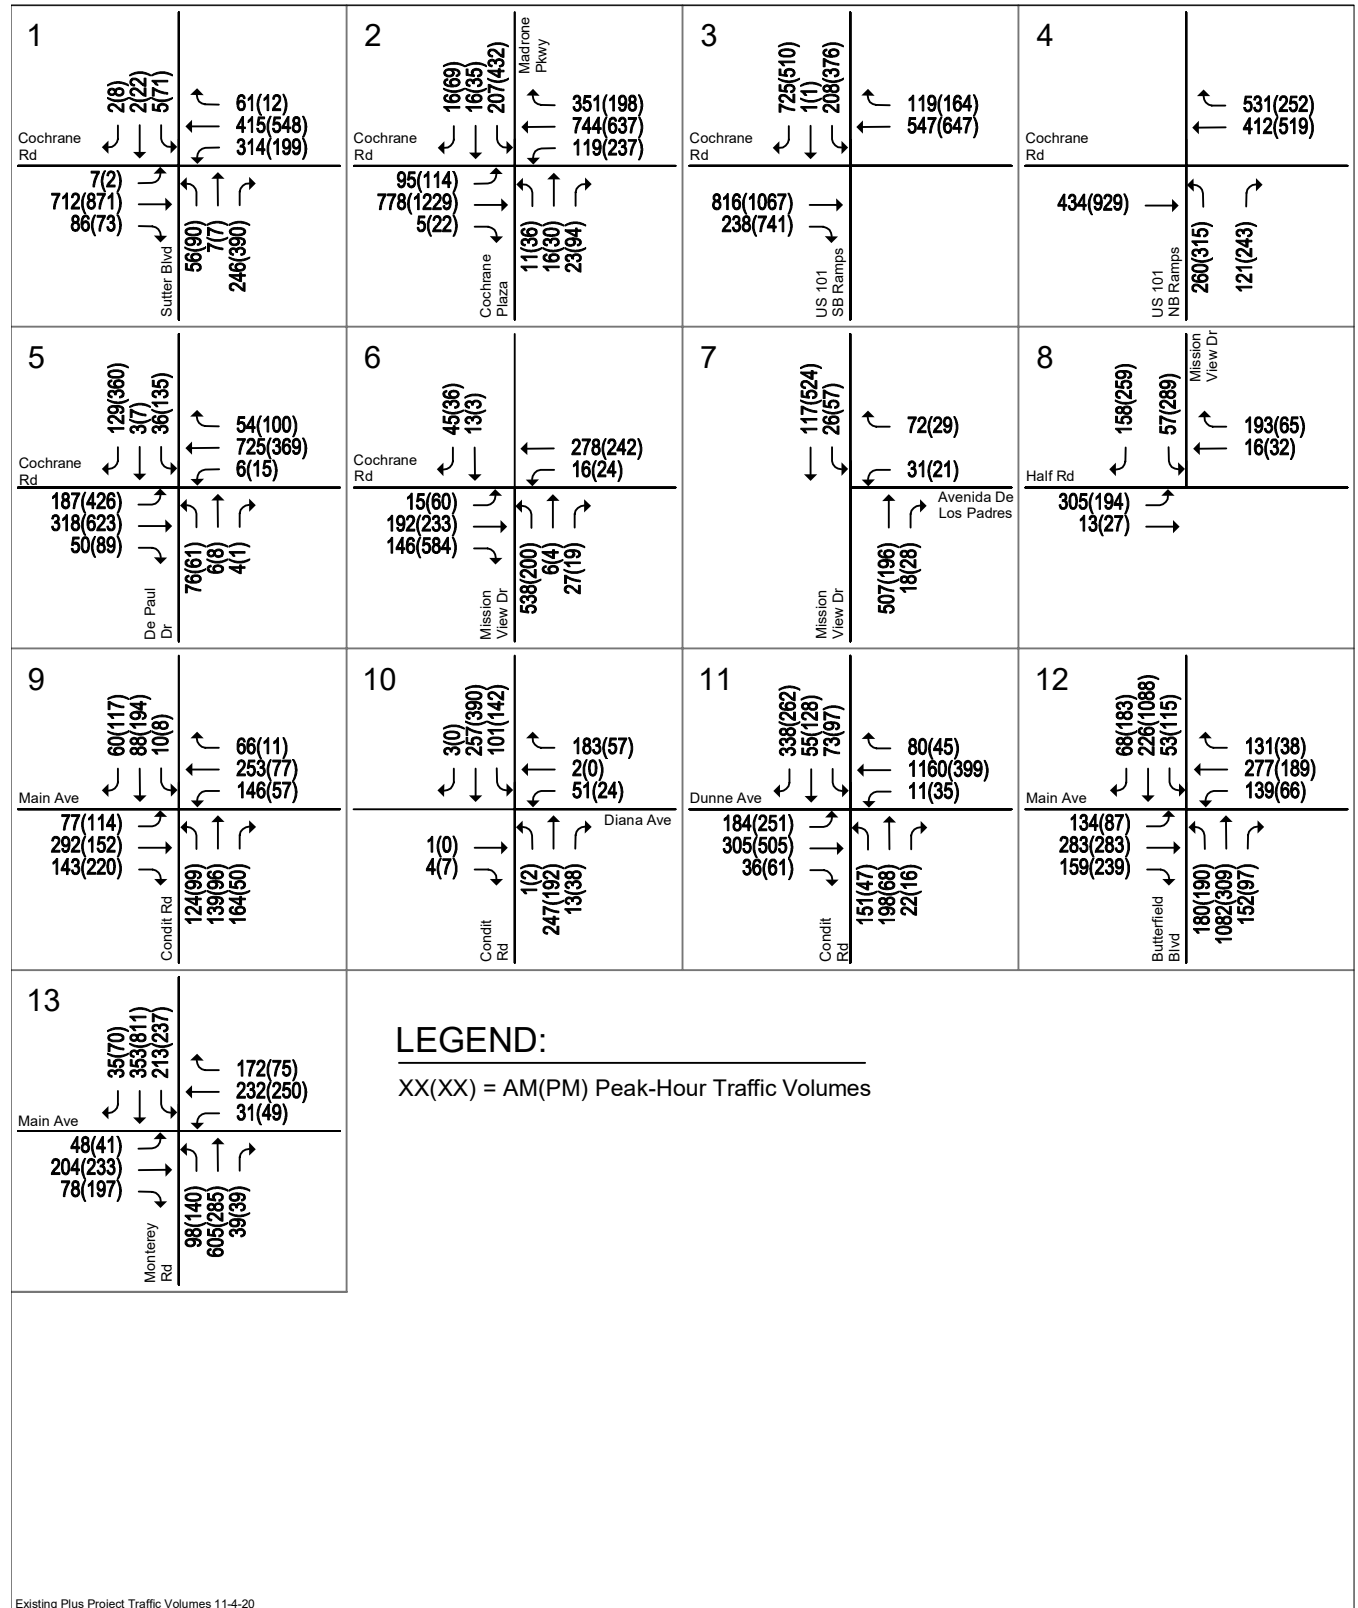 1
2(8)
2(22)
5(71)
61(12)
415(548)
314(199)
Cochrane
Rd
7(2)
712(871)
86(73)
56(90)
7(7)
246(390)
Sutter Blvd
2
16(69)
16(35)
207(432)
Madrone
Pkwy
351(198)
744(637)
119(237)
Cochrane
Rd
95(114)
778(1229)
5(22)
11(36)
16(30)
23(94)
Cochrane
Plaza
3
725(510)
1(1)
208(376)
119(164)
547(647)
Cochrane
Rd
816(1067)
238(741)
US 101
SB Ramps
4
531(252)
412(519)
Cochrane
Rd
434(929)
260(315)
121(243)
US 101
NB Ramps
5
129(360)
3(7)
36(135)
54(100)
725(369)
6(15)
Cochrane
Rd
187(426)
318(623)
50(89)
76(61)
6(8)
4(1)
De Paul
Dr
6
45(36)
13(3)
278(242)
16(24)
Cochrane
Rd
15(60)
192(233)
146(584)
538(200)
6(4)
27(19)
Mission
View Dr
7
117(524)
26(57)
72(29)
31(21)
Avenida De
Los Padres
507(196)
18(28)
Mission
View Dr
8
158(259)
57(289)
Mission
View Dr
193(65)
16(32)
Half Rd
305(194)
13(27)
9
60(117)
88(194)
10(8)
66(11)
253(77)
146(57)
Main Ave
77(114)
292(152)
143(220)
124(99)
139(96)
164(50)
Condit Rd
10
3(0)
257(390)
101(142)
183(57)
2(0)
51(24)
Diana Ave
1(0)
4(7)
1(2)
247(192)
13(38)
Condit
Rd
11
338(262)
55(128)
73(97)
80(45)
1160(399)
11(35)
Dunne Ave
184(251)
305(505)
36(61)
151(47)
198(68)
22(16)
Condit
Rd
12
68(183)
226(1088)
53(115)
131(38)
277(189)
139(66)
Main Ave
134(87)
283(283)
159(239)
180(190)
1082(309)
152(97)
Butterfield
Blvd
13
35(70)
353(811)
213(237)
172(75)
232(250)
31(49)
Main Ave
48(41)
204(233)
78(197)
98(140)
605(285)
39(39)
Monterey
Rd
LEGEND:
XX(XX) = AM(PM) Peak-Hour Traffic Volumes
Existing Plus Project Traffic Volumes 11-4-20